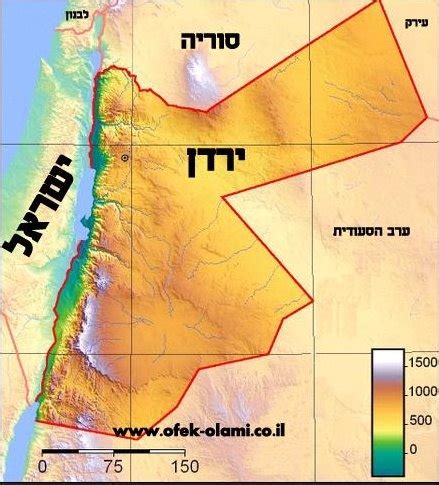 לבנון
סוריה
עירק
ירדן
ישראל
ערב הסעודית
1500
1000
500
0
www.ofek-olami.co.il
0 75 150